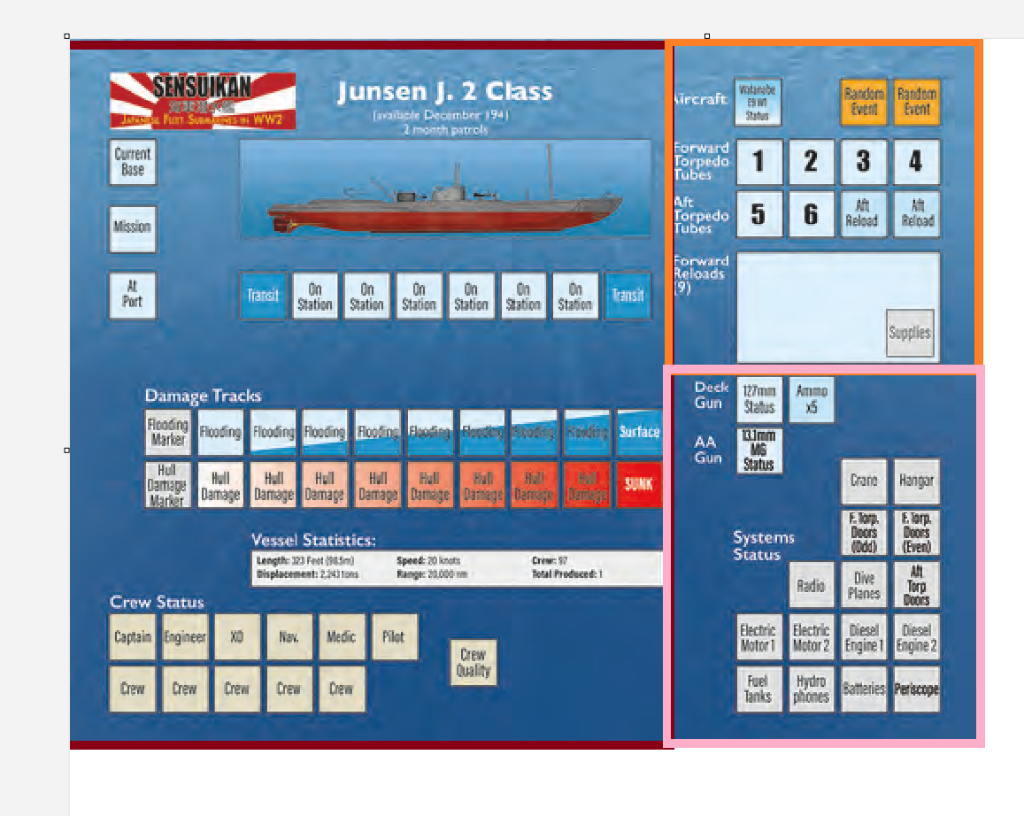 SENSUIKAN
JAPANESE FLEET SUBMARINES IN WW2
Junsen J. 2 Class
(available December 1941)
2 month patrols
Current
Base
Mission
At
Port
Transit
On
Station
On
Station
On
Station
On
Station
On
Station
On
Station
Transit
Damage Tracks
Flooding
Marker
Flooding
Flooding
Flooding
Flooding
Flooding
Flooding
Flooding
Flooding
Surface
Hull
Damage
Marker
Hull
Damage
Hull
Damage
Hull
Damage
Hull
Damage
Hull
Damage
Hull
Damage
Hull
Damage
Hull
Damage
SUNK
Vessel Statistics:
Length: 323 Feet (98.5m) Speed: 20 knots Crew: 97
Displacement: 2,243 tons Range: 20,000 nm Total Produced: 1
Crew Status
Captain
Engineer
XO
Nav.
Medic
Pilot
Crew
Crew
Crew
Crew
Crew
Crew
Quality
Aircraft
Watanabe
E9W1
Status
Random
Event
Random
Event
Forward
Torpedo
Tubes
1
2
3
4
Aft
Torpedo
Tubes
5
6
Aft
Reload
Aft
Reload
Forward
Reloads
(9)
Supplies
Deck
Gun
127mm
Status
Ammo
x5
AA
Gun
13.1mm
MG
Status
Crane
Hangar
Systems
Status
F. Torp.
Doors
(Odd)
F. Torp.
Doors
(Even)
Radio
Dive
Planes
Aft
Torp
Doors
Electric
Motor 1
Electric
Motor 2
Diesel
Engine 1
Diesel
Engine 2
Fuel
Tanks
Hydro
phones
Batteries
Periscope